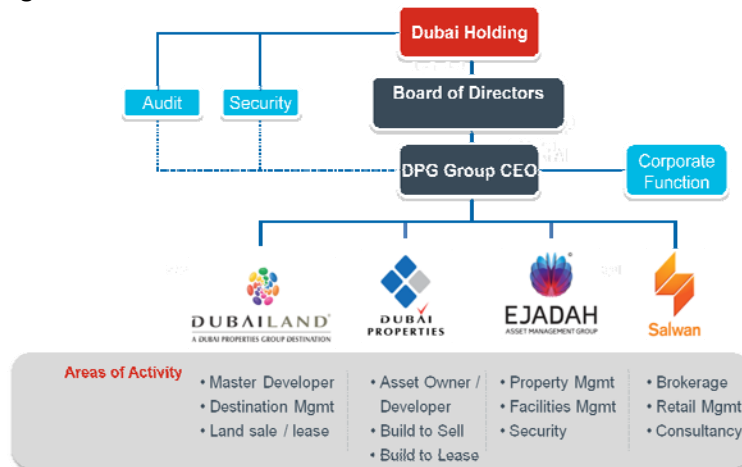 Dubai Holding
Board of Directors
Audit
Security
DPG Group CEO
Corporate
Function
DUBAILAND®
A DUBAI PROPERTIES GROUP DESTINATION
DUBAI
PROPERTIES
EJADAH
ASSET MANAGEMENT GROUP
Salwan
Areas of Activity
• Master Developer
• Destination Mgmt
• Land sale / lease
• Asset Owner /
Developer
• Build to Sell
• Build to Lease
• Property Mgmt
• Facilities Mgmt
• Security
• Brokerage
• Retail Mgmt
• Consultancy